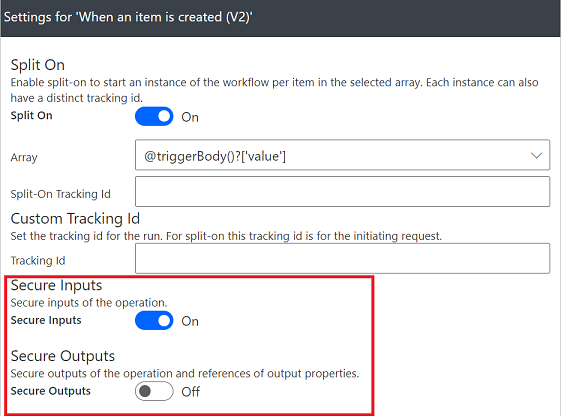 Settings for 'When an item is created (V2)'
Split On
Enable split-on to start an instance of the workflow per item in the selected array. Each instance can also
have a distinct tracking id.
Split On On
Array @triggerBody()?['value']
Split-On Tracking Id
Custom Tracking Id
Set the tracking id for the run. For split-on this tracking id is for the initiating request.
Tracking Id
Secure Inputs
Secure inputs of the operation.
Secure Inputs On
Secure Outputs
Secure outputs of the operation and references of output properties.
Secure Outputs Off